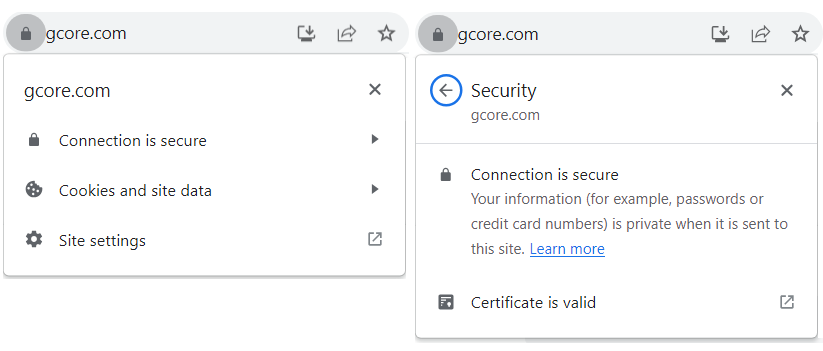 gcore.com
gcore.com
Connection is secure
Cookies and site data
Site settings
gcore.com
Security
gcore.com
Connection is secure
Your information (for example, passwords or
credit card numbers) is private when it is sent to
this site. Learn more
Certificate is valid